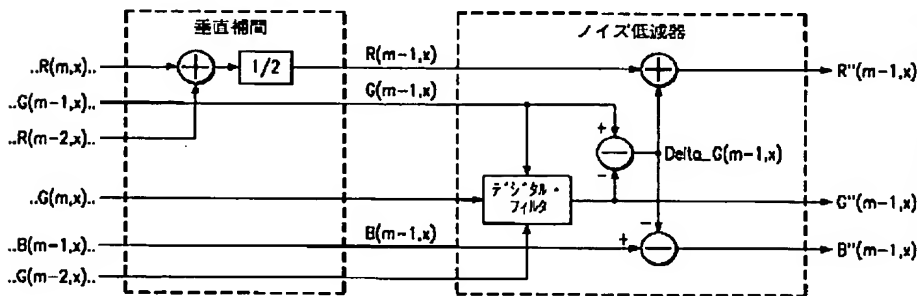 垂直補間
ノイズ低減器
..R(m,x)..
1/2
R(m-1,x)
R"(m-1,x)
..G(m-1,x)..
G(m-1,x)
..R(m-2,x)..
+
-
Delta_G(m-1,x)
..G(m,x)..
デジタル・
フィルタ
G"(m-1,x)
-
..B(m-1,x)..
B(m-1,x)
+
B"(m-1,x)
..G(m-2,x)..